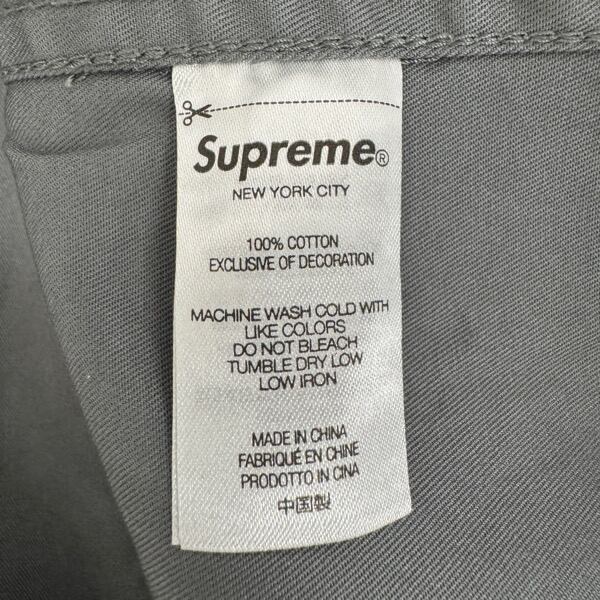 Supreme®
NEW YORK CITY
100% COTTON
EXCLUSIVE OF DECORATION
MACHINE WASH COLD WITH
LIKE COLORS
DO NOT BLEACH
TUMBLE DRY LOW
LOW IRON
MADE IN CHINA
FABRIQUÉ EN CHINE
PRODOTTO IN CINA
中国製